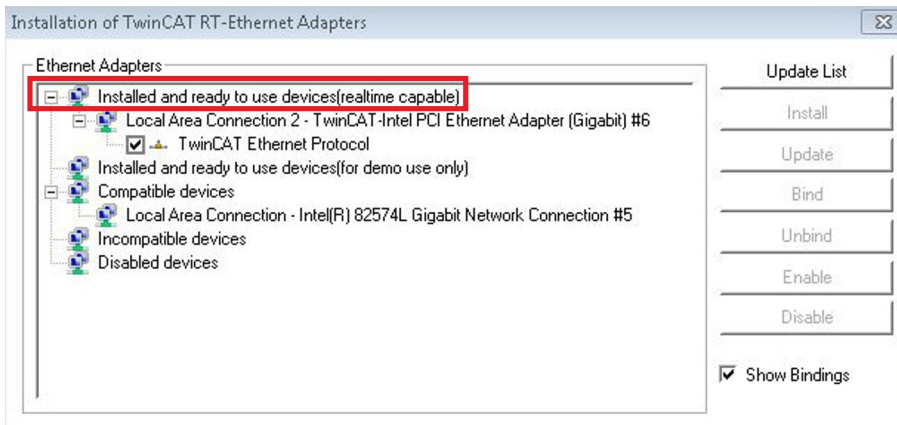 Installation of TwinCAT RT-Ethernet Adapters
Ethernet Adapters
Installed and ready to use devices(realtime capable)
Local Area Connection 2 - TwinCAT-Intel PCI Ethernet Adapter (Gigabit) #6
TwinCAT Ethernet Protocol
Installed and ready to use devices(for demo use only)
Compatible devices
Local Area Connection - Intel(R) 82574L Gigabit Network Connection #5
Incompatible devices
Disabled devices
Update List
Install
Update
Bind
Unbind
Enable
Disable
Show Bindings